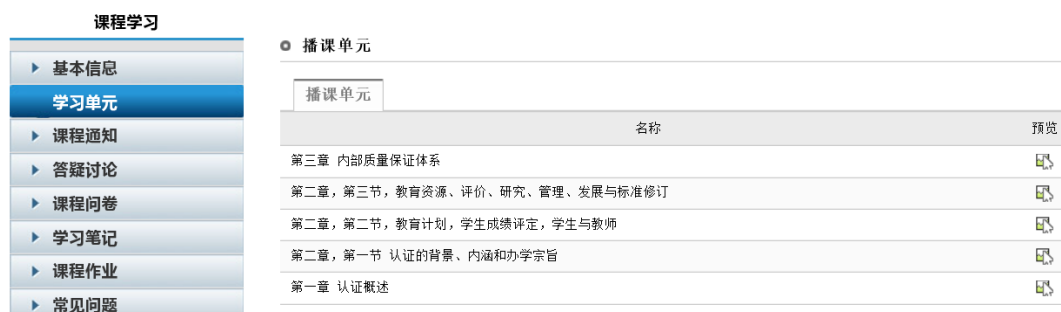 课程学习
基本信息
学习单元
课程通知
答疑讨论
课程问卷
学习笔记
课程作业
常见问题
播课单元
播课单元
名称 预览
第三章 内部质量保证体系
第二章，第三节，教育资源、评价、研究、管理、发展与标准修订
第二章，第二节，教育计划，学生成绩评定，学生与教师
第二章，第一节 认证的背景、内涵和办学宗旨
第一章 认证概述